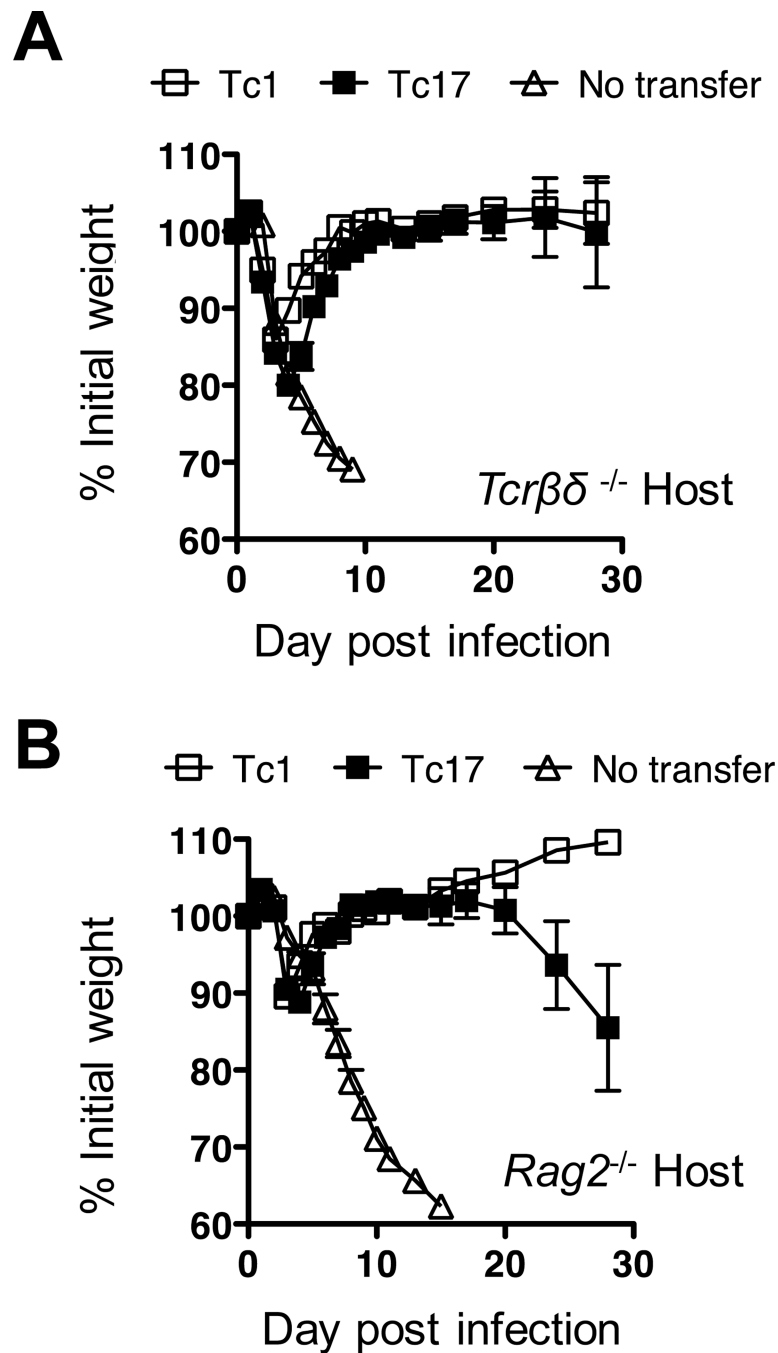 A
Tc1 Tc17 No transfer
110
100
90
80
70
60
% Initial weight
Tcrβδ -/- Host
0 10 20 30
Day post infection
B
Tc1 Tc17 No transfer
110
100
90
80
70
60
% Initial weight
Rag2-/- Host
0 10 20 30
Day post infection